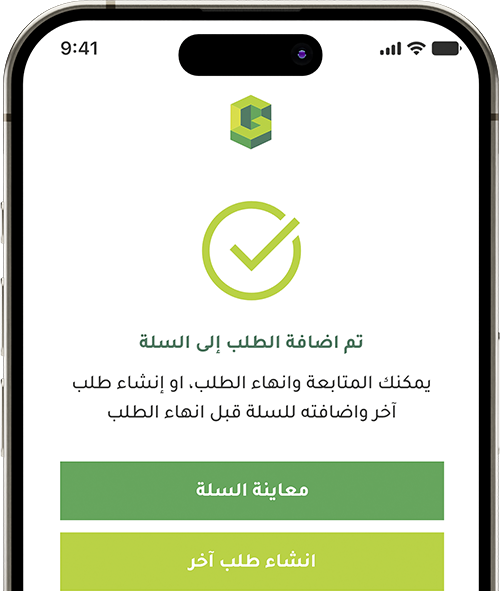 9:41
تم اضافة الطلب إلى السلة
يمكنك المتابعة وانهاء الطلب، او إنشاء طلب
آخر واضافته للسلة قبل انهاء الطلب
معاينة السلة
انشاء طلب آخر